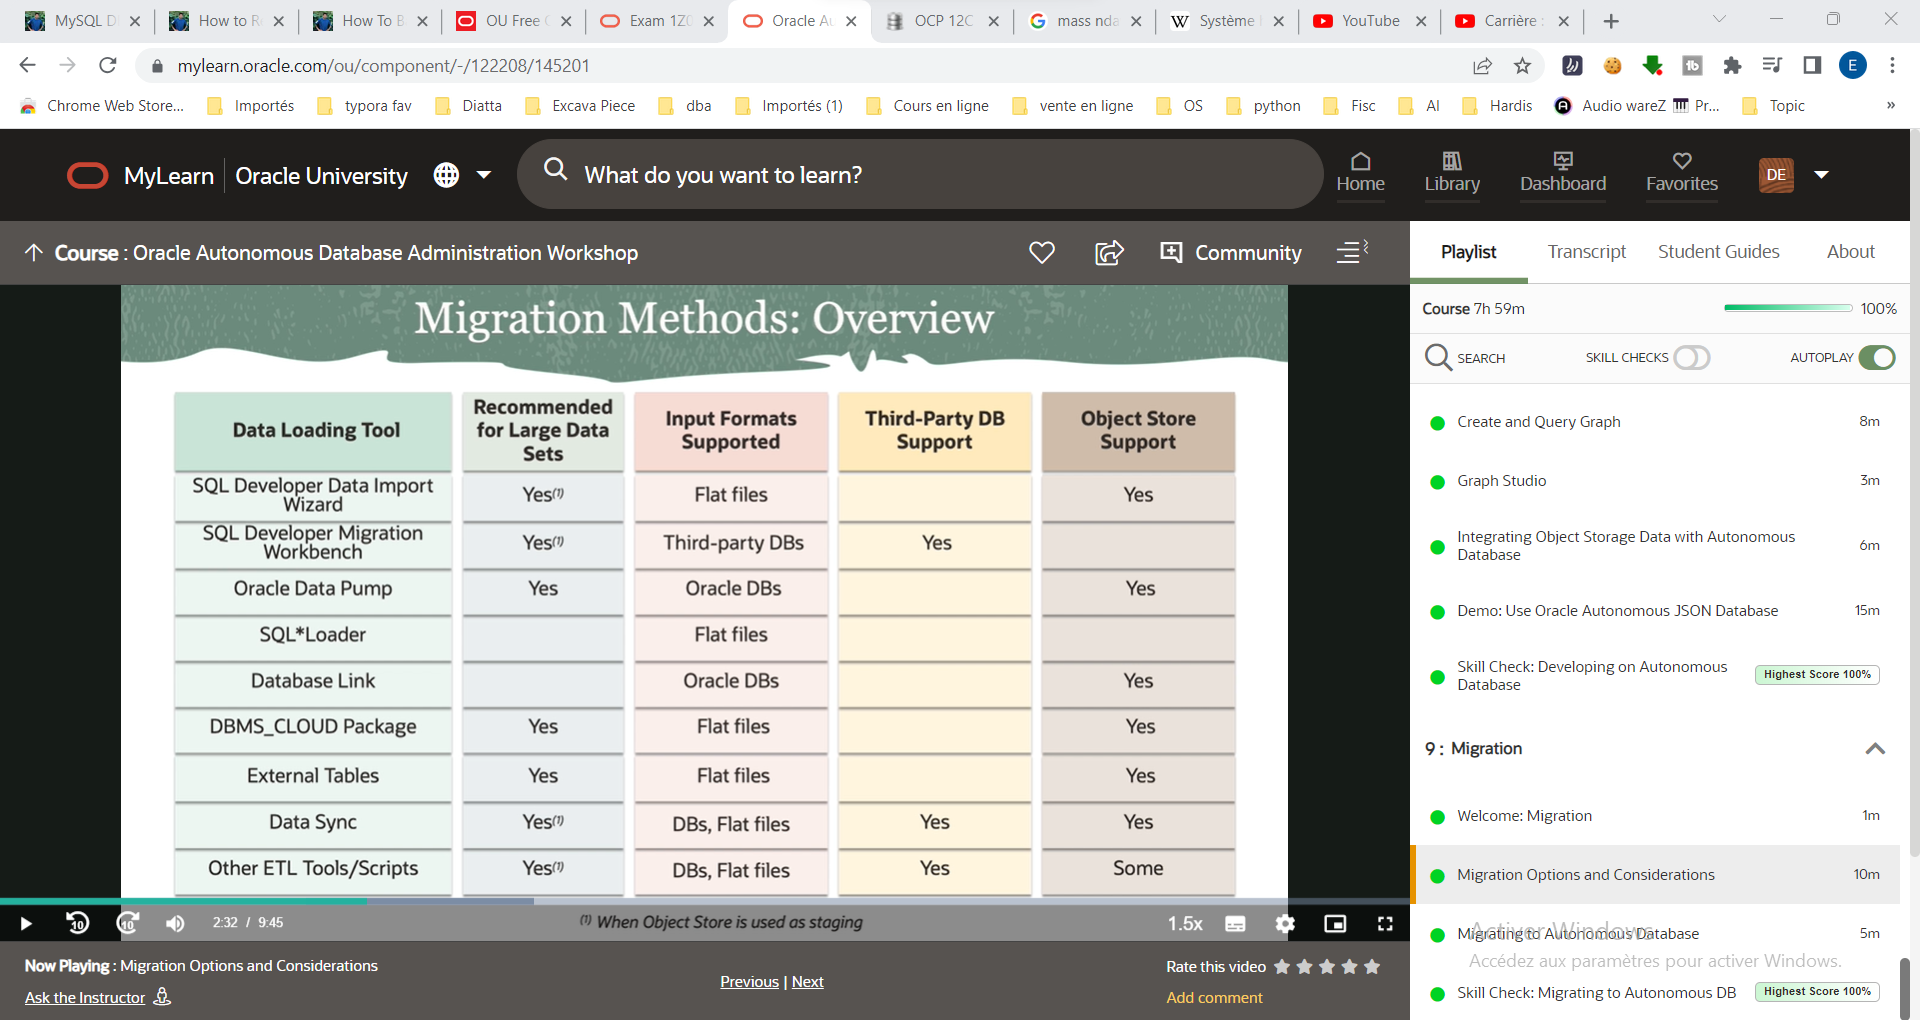 MySQL D
How to R
How To B
OU Free C
Exam 1Z0
Oracle Au
OCP 12C
mass nda
Système
YouTube
Carrière :
mylearn.oracle.com/ou/component/-/122208/145201
E
Chrome Web Store...
Importés
typora fav
Diatta
Excava Piece
dba
Importés (1)
Cours en ligne
vente en ligne
OS
python
Fisc
AI
Hardis
Audio wareZ
Pr...
Topic
»
MyLearn
Oracle University
What do you want to learn?
Home
Library
Dashboard
Favorites
DE
Course : Oracle Autonomous Database Administration Workshop
Community
Migration Methods: Overview
Data Loading Tool
Recommended
for Large Data
Sets
Input Formats
Supported
Third-Party DB
Support
Object Store
Support
SQL Developer Data Import
Wizard
Yes(1)
Flat files
Yes
SQL Developer Migration
Workbench
Yes(1)
Third-party DBs
Yes
Oracle Data Pump
Yes
Oracle DBs
Yes
SQL*Loader
Flat files
Database Link
Oracle DBs
Yes
DBMS_CLOUD Package
Yes
Flat files
Yes
External Tables
Yes
Flat files
Yes
Data Sync
Yes(1)
DBs, Flat files
Yes
Yes
Other ETL Tools/Scripts
Yes(1)
DBs, Flat files
Yes
Some
10
10
2:32 / 9:45
(1) When Object Store is used as staging
1.5x
Now Playing : Migration Options and Considerations
Ask the Instructor
Previous | Next
Rate this video
Add comment
Playlist
Transcript
Student Guides
About
Course 7h 59m
100%
SEARCH
SKILL CHECKS
AUTOPLAY
Create and Query Graph
8m
Graph Studio
3m
Integrating Object Storage Data with Autonomous
Database
6m
Demo: Use Oracle Autonomous JSON Database
15m
Skill Check: Developing on Autonomous
Database
Highest Score 100%
9 : Migration
Welcome: Migration
1m
Migration Options and Considerations
10m
Migrating to Autonomous Database
5m
Activer Windows
Accédez aux paramètres pour activer Windows.
Skill Check: Migrating to Autonomous DB
Highest Score 100%